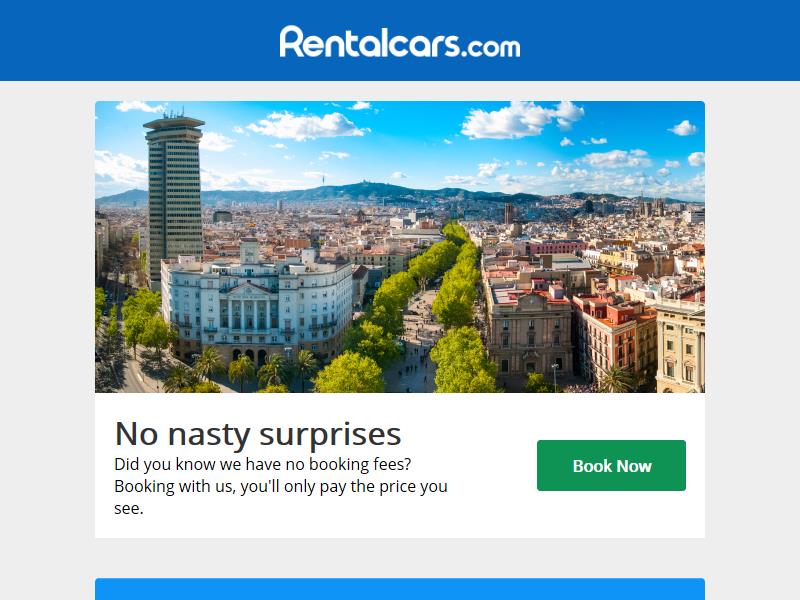 Rentalcars.com
No nasty surprises
Did you know we have no booking fees?
Booking with us, you'll only pay the price you
see.
Book Now